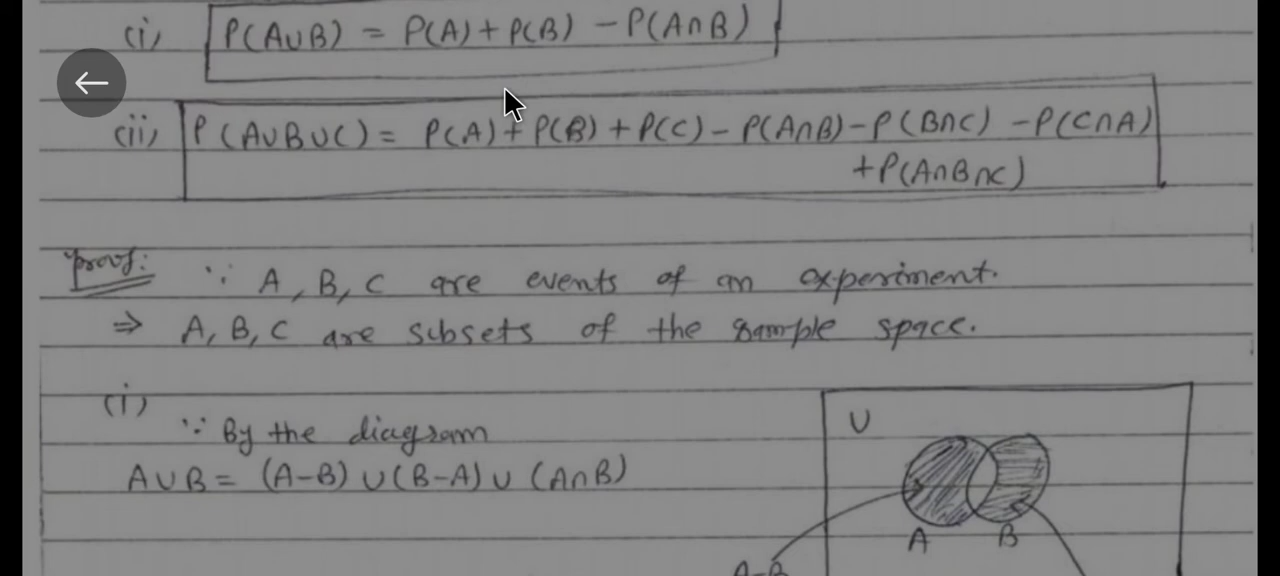 (i) P(A∪B) = P(A) + P(B) - P(A∩B)
(ii) P(A∪B∪C) = P(A) + P(B) + P(C) - P(A∩B) - P(B∩C) - P(C∩A)
+P(A∩B∩C)
proof: ∵ A, B, C are events of an experiment.
⇒ A, B, C are subsets of the sample space.
(i)
∵ By the diagram
A∪B = (A-B) ∪ (B-A) ∪ (A∩B)
U
A B
A-B